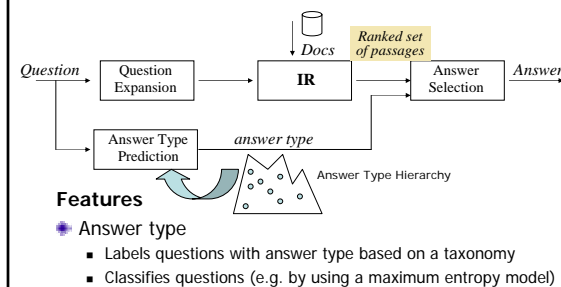 Docs
Ranked set
of passages
Question
Question
Expansion
IR
Answer
Selection
Answer
Answer Type
Prediction
answer type
Answer Type Hierarchy
Features
Answer type
Labels questions with answer type based on a taxonomy
Classifies questions (e.g. by using a maximum entropy model)